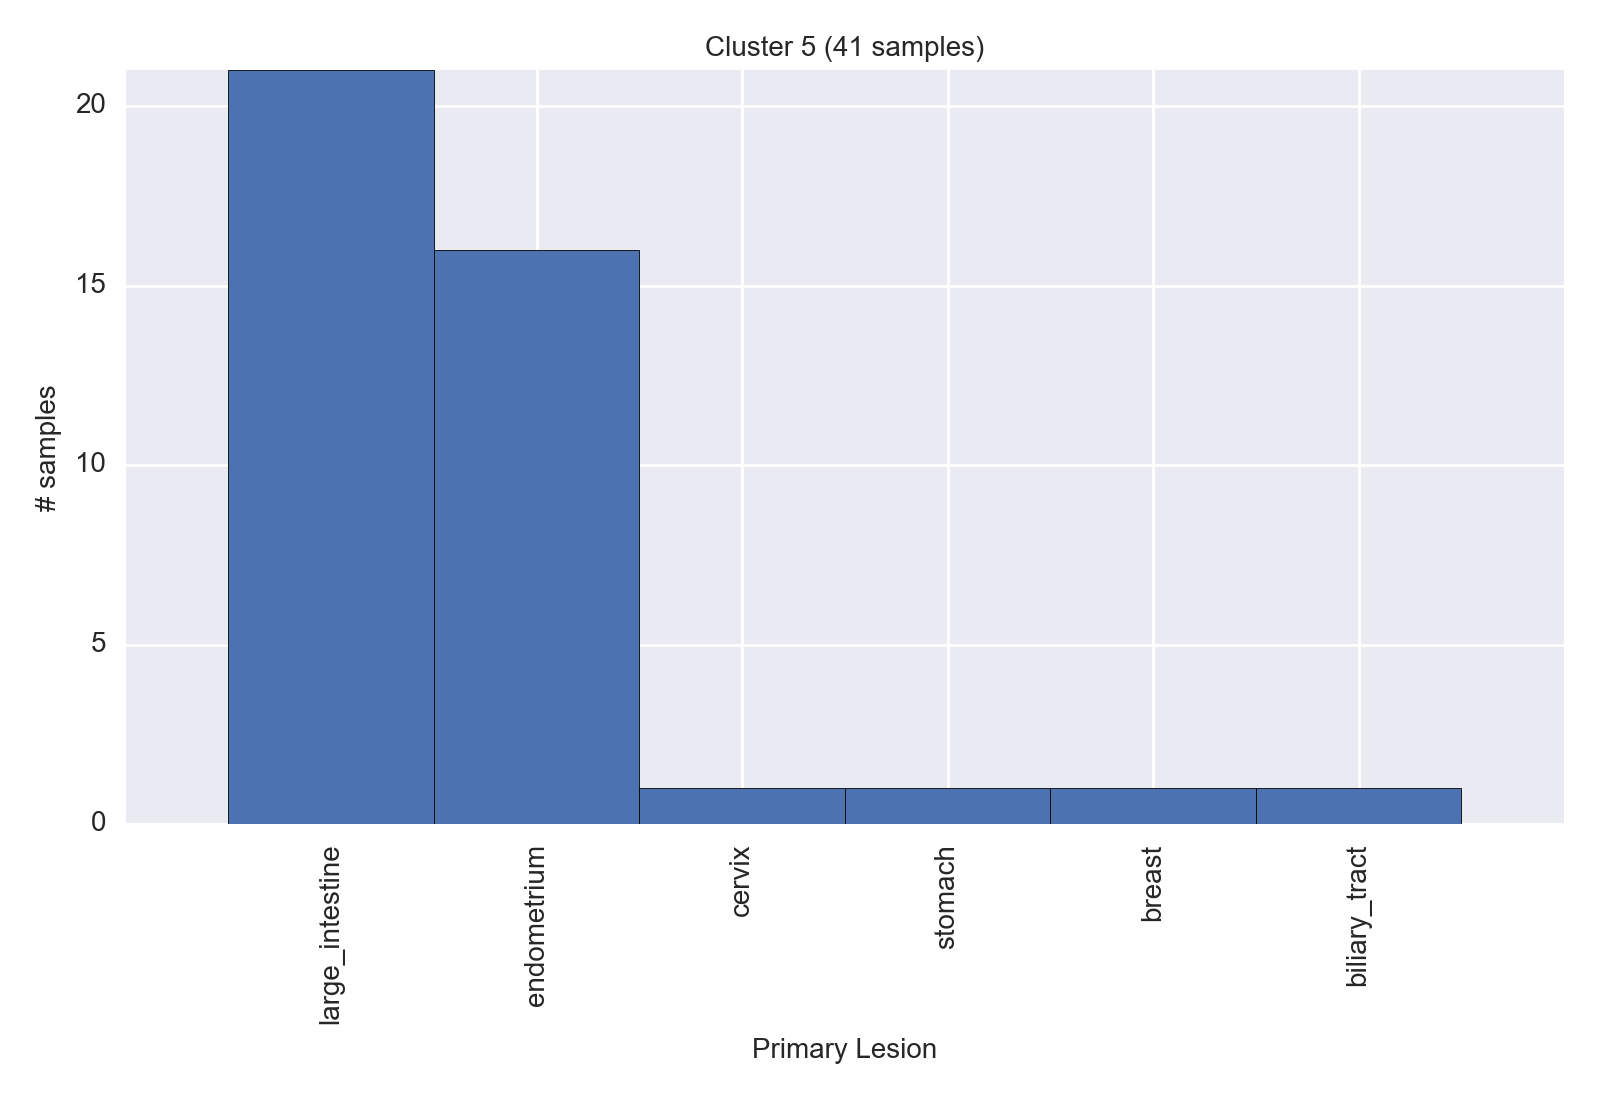 Cluster 5 (41 samples)
20
15
10
5
0
# samples
large_intestine
endometrium
cervix
stomach
breast
biliary_tract
Primary Lesion